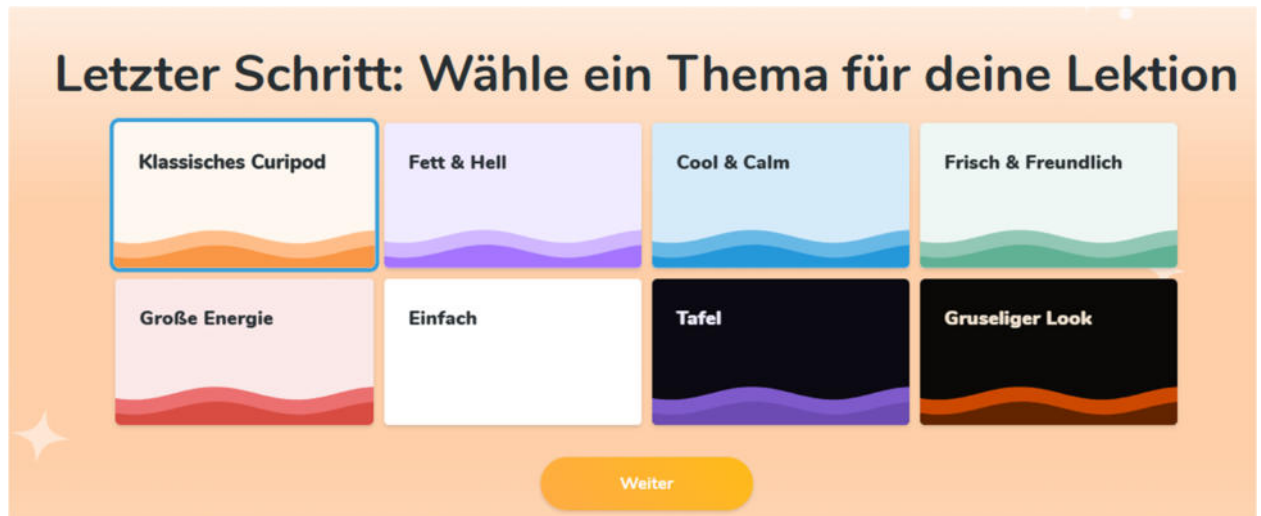 Letzter Schritt: Wähle ein Thema für deine Lektion
Klassisches Curipod
Fett & Hell
Cool & Calm
Frisch & Freundlich
Große Energie
Einfach
Tafel
Gruseliger Look
Weiter